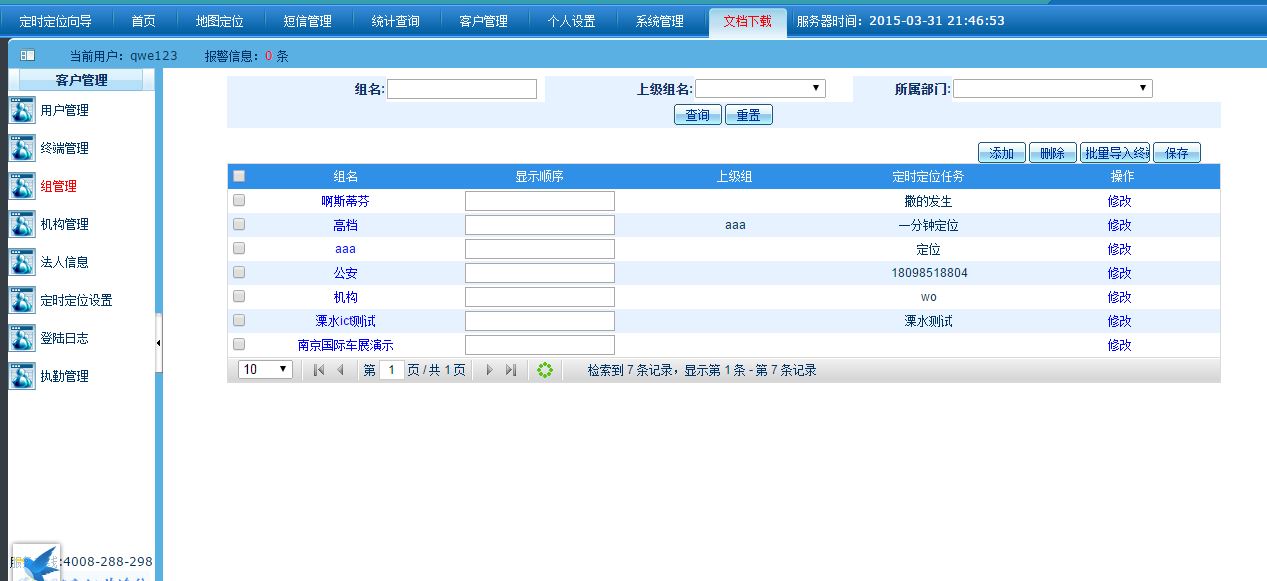 定时定位向导 首页 地图定位 短信管理 统计查询 客户管理 个人设置 系统管理 文档下载 服务器时间：2015-03-31 21:46:53
当前用户：qwe123 报警信息：0 条
客户管理
用户管理
终端管理
组管理
机构管理
法人信息
定时定位设置
登陆日志
执勤管理
:4008-288-298
组名: 上级组名: 所属部门:
查询 重置
添加 删除 批量导入终 保存
组名 显示顺序 上级组 定时定位任务 操作
啊斯蒂芬 撒的发生 修改
高档 aaa 一分钟定位 修改
aaa 定位 修改
公安 18098518804 修改
机构 wo 修改
溧水ict测试 溧水测试 修改
南京国际车展演示 修改
10 第 1 页/共 1 页 检索到 7 条记录，显示第 1 条 - 第 7 条记录